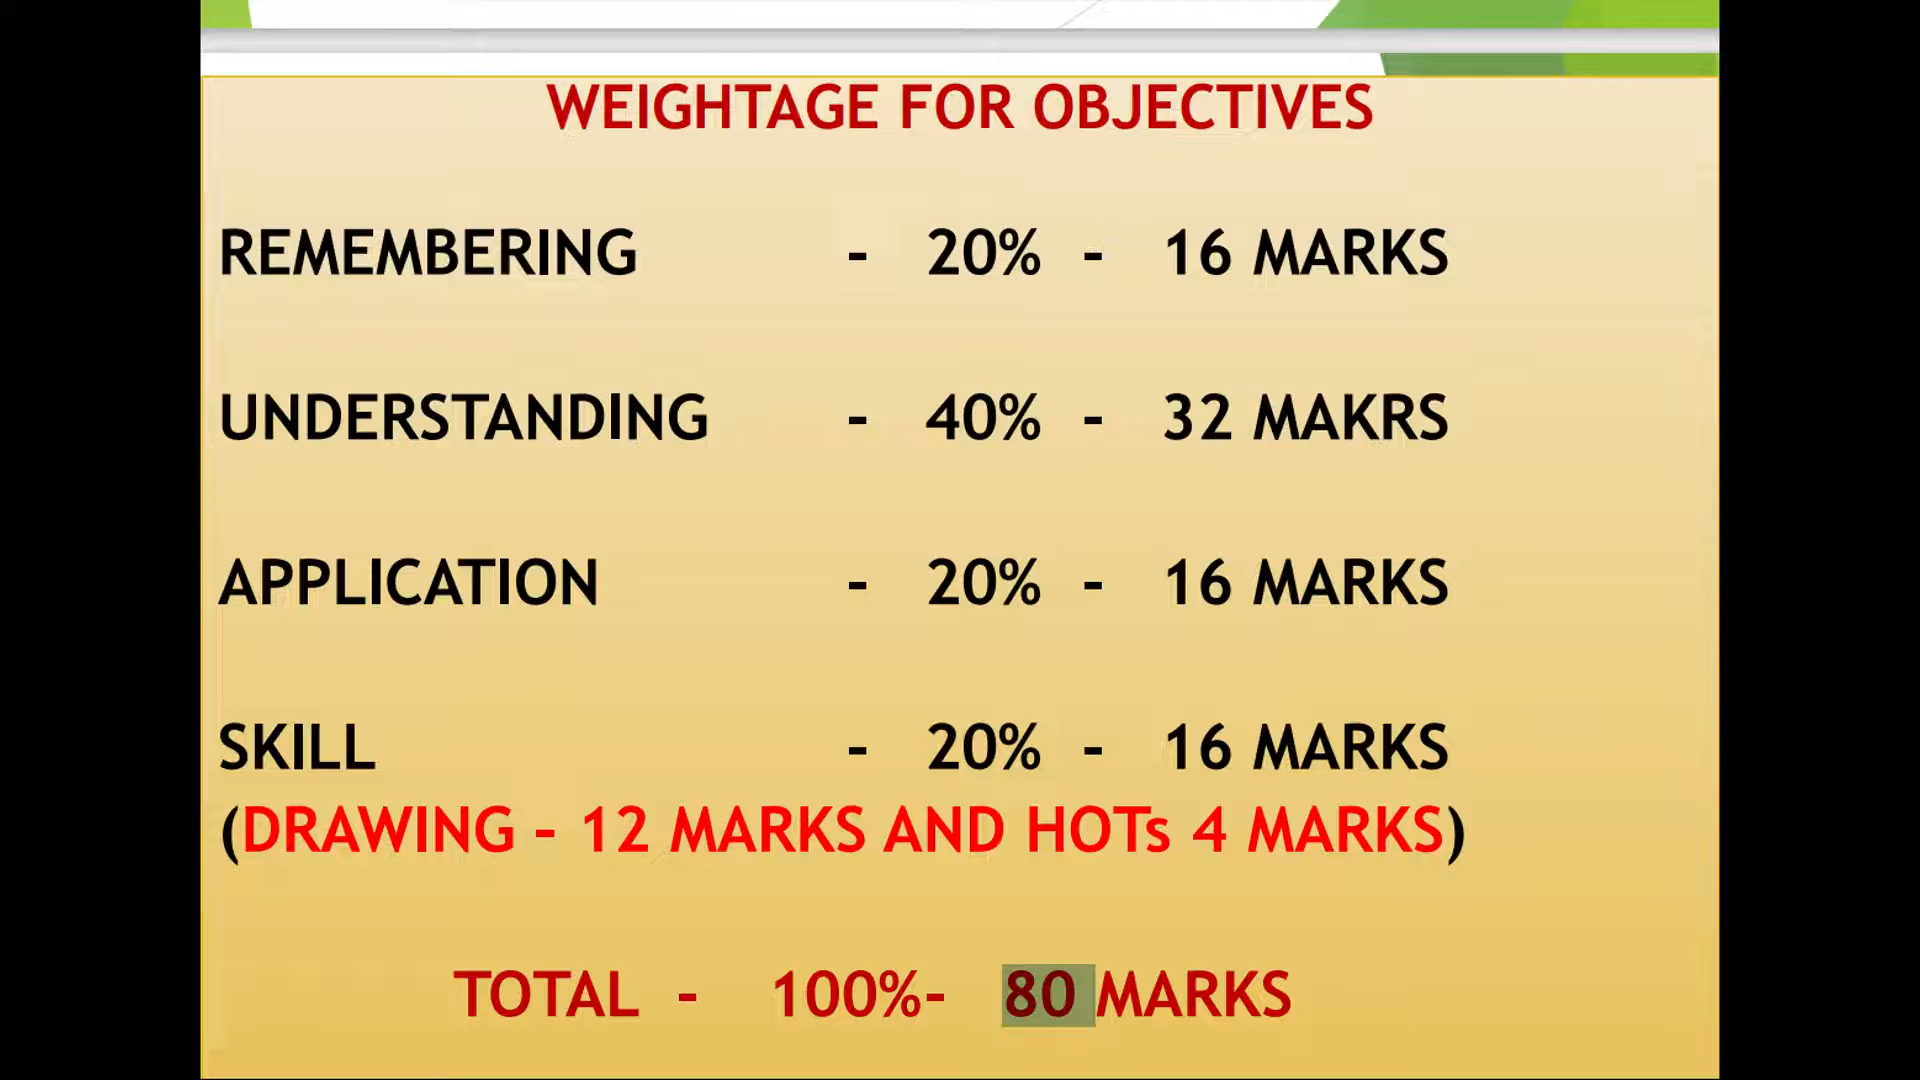 WEIGHTAGE FOR OBJECTIVES
REMEMBERING - 20% - 16 MARKS
UNDERSTANDING - 40% - 32 MAKRS
APPLICATION - 20% - 16 MARKS
SKILL - 20% - 16 MARKS
(DRAWING - 12 MARKS AND HOTs 4 MARKS)
TOTAL - 100%- 80 MARKS